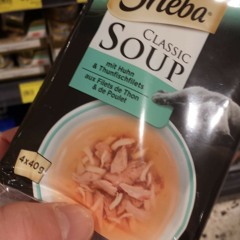 Sheba
CLASSIC
SOUP
mit Huhn
& Thunfischfilets
aux Filets de Thon
& de Poulet
4x40g